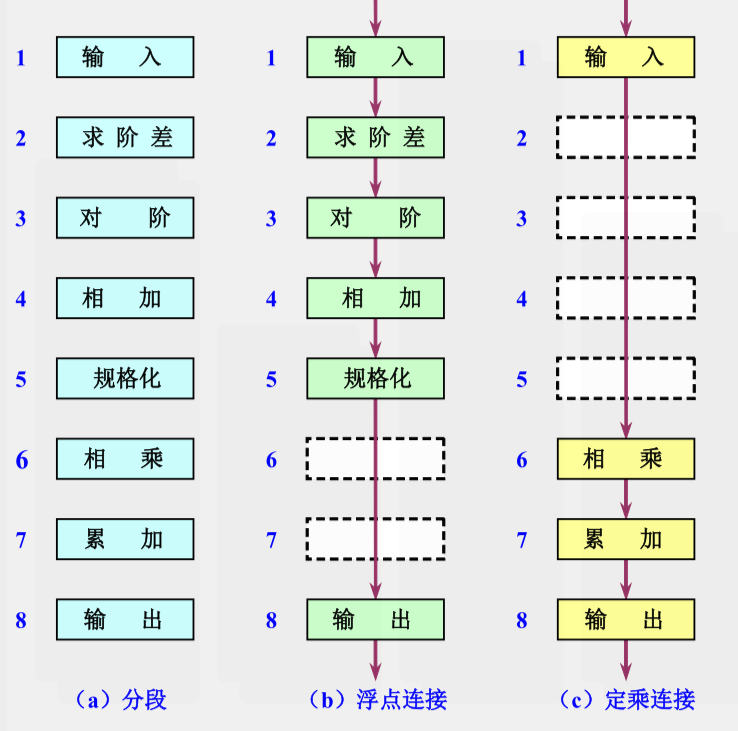 1 输 入 1 输 入 1 输 入
2 求 阶 差 2 求 阶 差 2
3 对 阶 3 对 阶 3
4 相 加 4 相 加 4
5 规格化 5 规格化 5
6 相 乘 6 6 相 乘
7 累 加 7 7 累 加
8 输 出 8 输 出 8 输 出
（a）分段 （b）浮点连接 （c）定乘连接